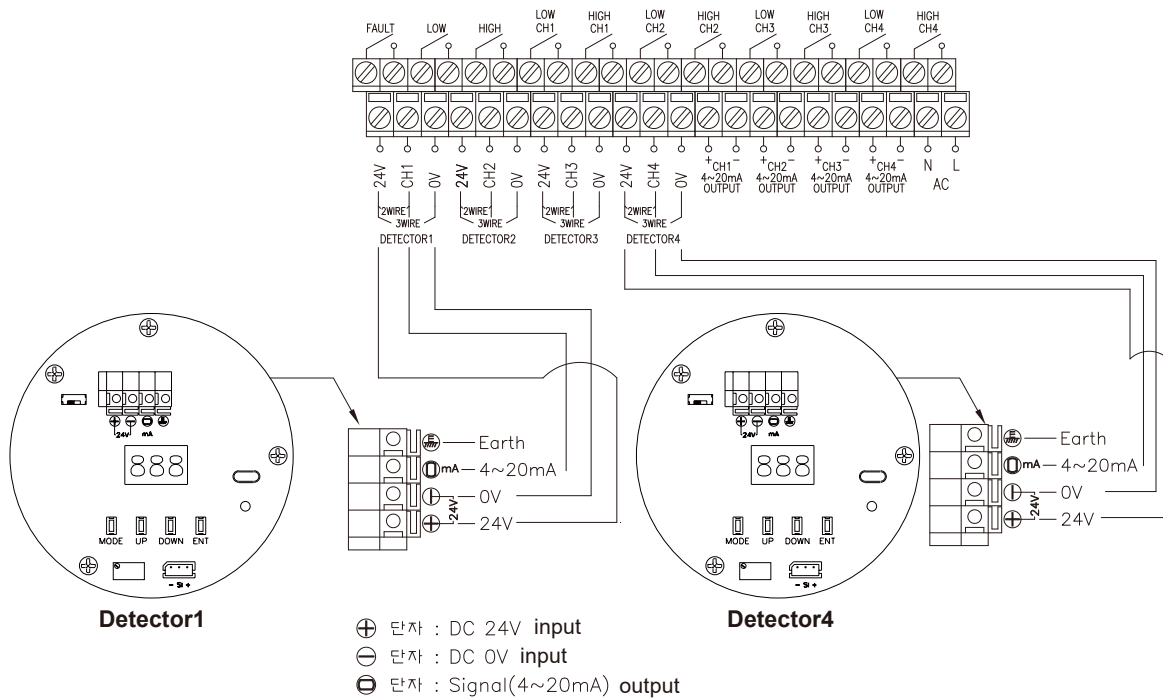 FAULT LOW HIGH LOW CH1 HIGH CH1 LOW CH2 HIGH CH2 LOW CH3 HIGH CH3 LOW CH4 HIGH CH4
24V CH1 0V 24V CH2 0V 24V CH3 0V 24V CH4 0V + CH1 - 4~20mA OUTPUT + CH2 - 4~20mA OUTPUT + CH3 - 4~20mA OUTPUT + CH4 - 4~20mA OUTPUT N L AC
2WIRE 2WIRE 2WIRE 2WIRE
3WIRE 3WIRE 3WIRE 3WIRE
DETECTOR1 DETECTOR2 DETECTOR3 DETECTOR4
24V mA
888
MODE UP DOWN ENT
- SI +
Detector1
E Earth
mA 4~20mA
0V
24V
24V
24V mA
888
MODE UP DOWN ENT
- SI +
Detector4
E Earth
mA 4~20mA
0V
24V
24V
⊕ 단자 : DC 24V input
⊖ 단자 : DC 0V input
단자 : Signal(4~20mA) output